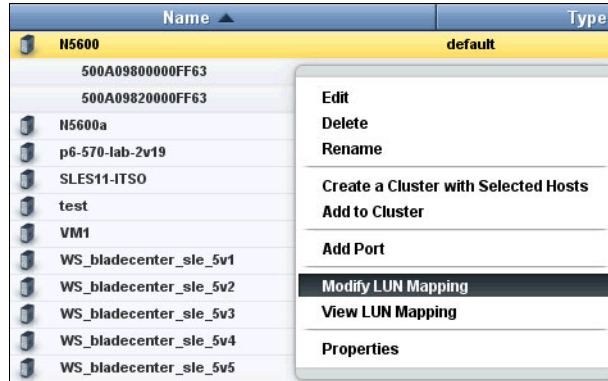 Name Type
N5600 default
500A09800000FF63
500A09820000FF63
Edit
Delete
N5600a
Rename
p6-570-lab-2v19
SLES11-ITSO
Create a Cluster with Selected Hosts
test
Add to Cluster
VM1
Add Port
WS_bladecenter_sle_5v1
WS_bladecenter_sle_5v2
Modify LUN Mapping
WS_bladecenter_sle_5v3
View LUN Mapping
WS_bladecenter_sle_5v4
Properties
WS_bladecenter_sle_5v5